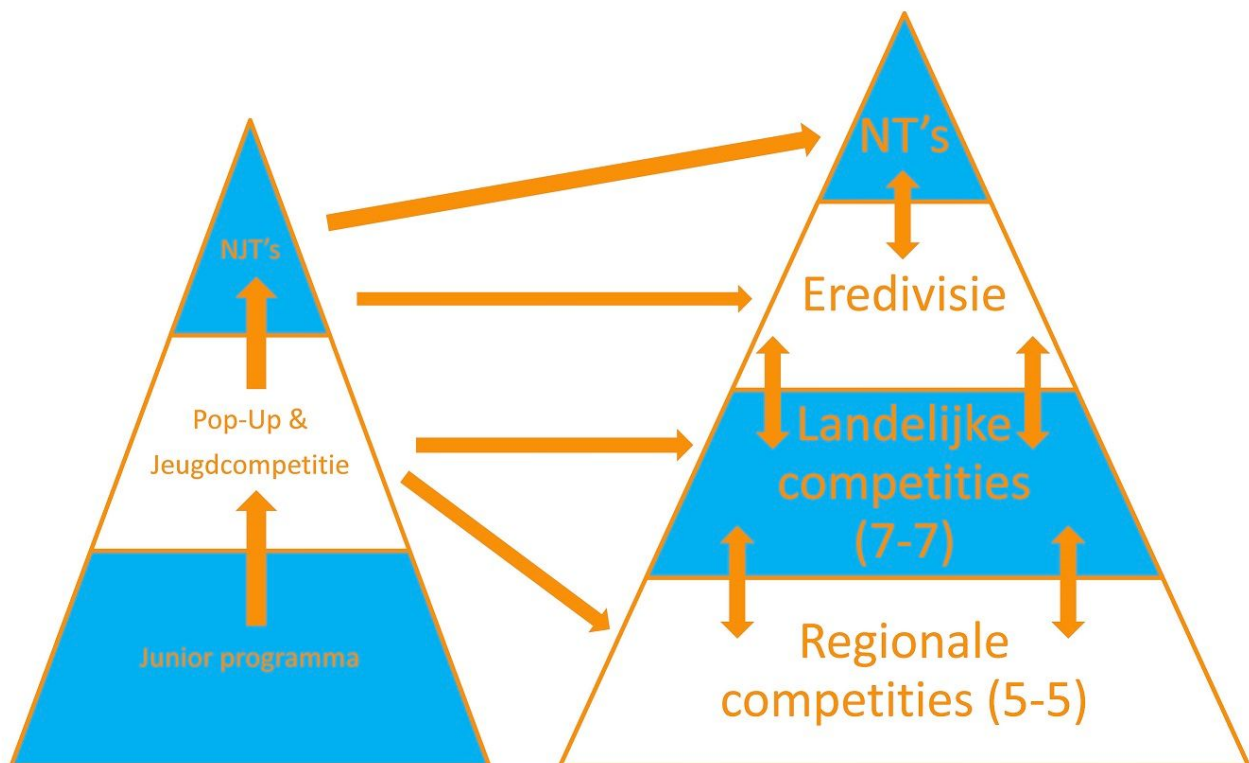 NJT's
Pop-Up &
Jeugdcompetitie
Junior programma
NT's
Eredivisie
Landelijke
competities
(7-7)
Regionale
competities (5-5)